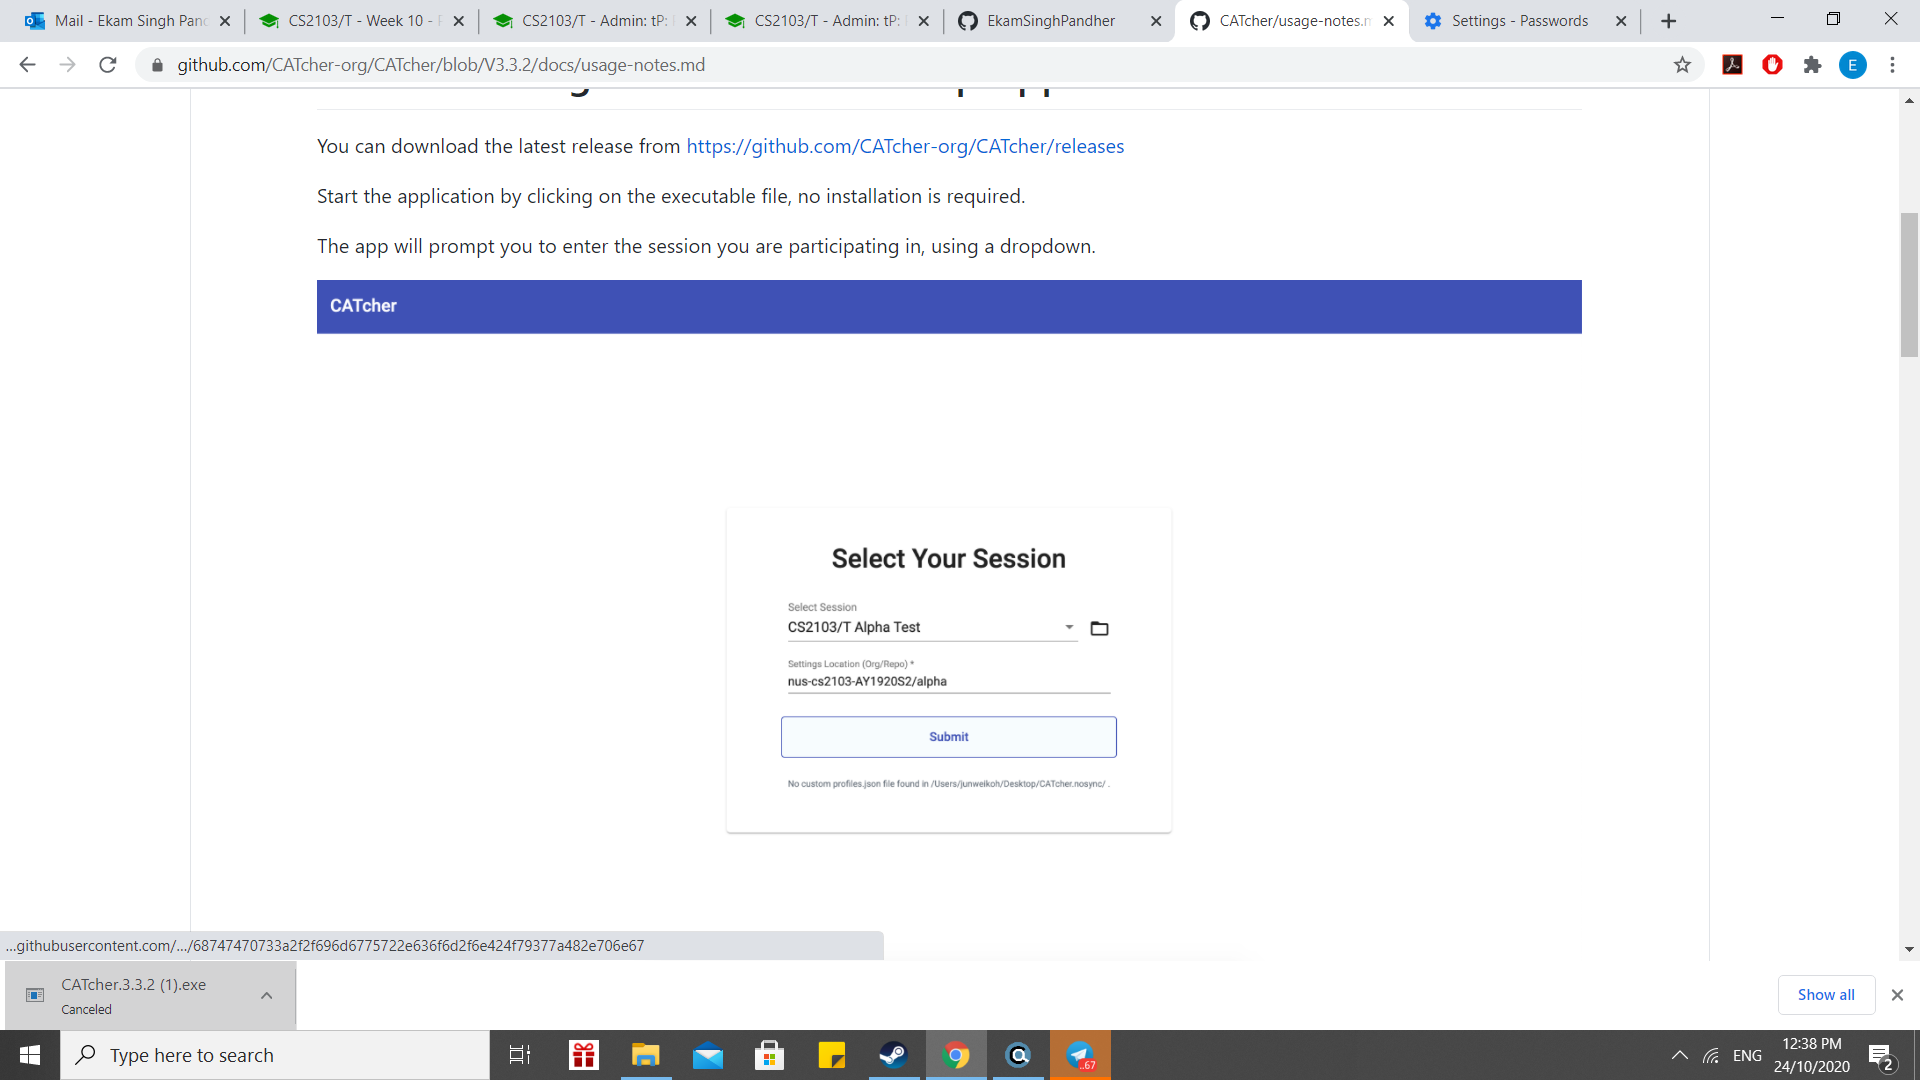 Mail - Ekam Singh Pand
CS2103/T - Week 10 - P
CS2103/T - Admin: tP:
CS2103/T - Admin: tP:
EkamSinghPandher
CATcher/usage-notes.m
Settings - Passwords
github.com/CATcher-org/CATcher/blob/V3.3.2/docs/usage-notes.md
E
You can download the latest release from https://github.com/CATcher-org/CATcher/releases
Start the application by clicking on the executable file, no installation is required.
The app will prompt you to enter the session you are participating in, using a dropdown.
CATcher
Select Your Session
Select Session
CS2103/T Alpha Test
Settings Location (Org/Repo) *
nus-cs2103-AY1920S2/alpha
Submit
No custom profiles.json file found in /Users/junweikoh/Desktop/CATcher.nosync/ .
...githubusercontent.com/.../68747470733a2f2f696d6775722e636f6d2f6e424f79377a482e706e67
CATcher.3.3.2 (1).exe
Canceled
Show all
Type here to search
..67
ENG
12:38 PM
24/10/2020
2